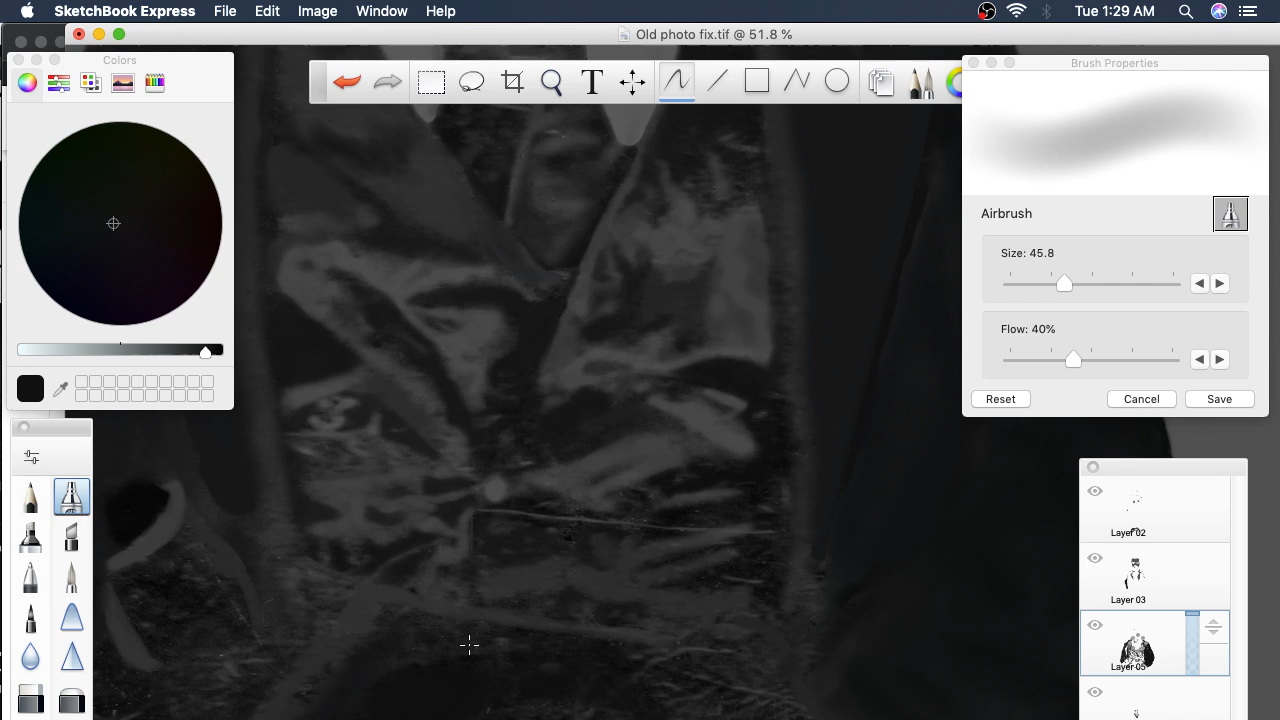 SketchBook Express File Edit Image Window Help Tue 1:29 AM
Old photo fix.tif @ 51.8 %
Colors
T
Brush Properties
Airbrush
Size: 45.8
Flow: 40%
Reset Cancel Save
Layer 02
Layer 03
Layer 05